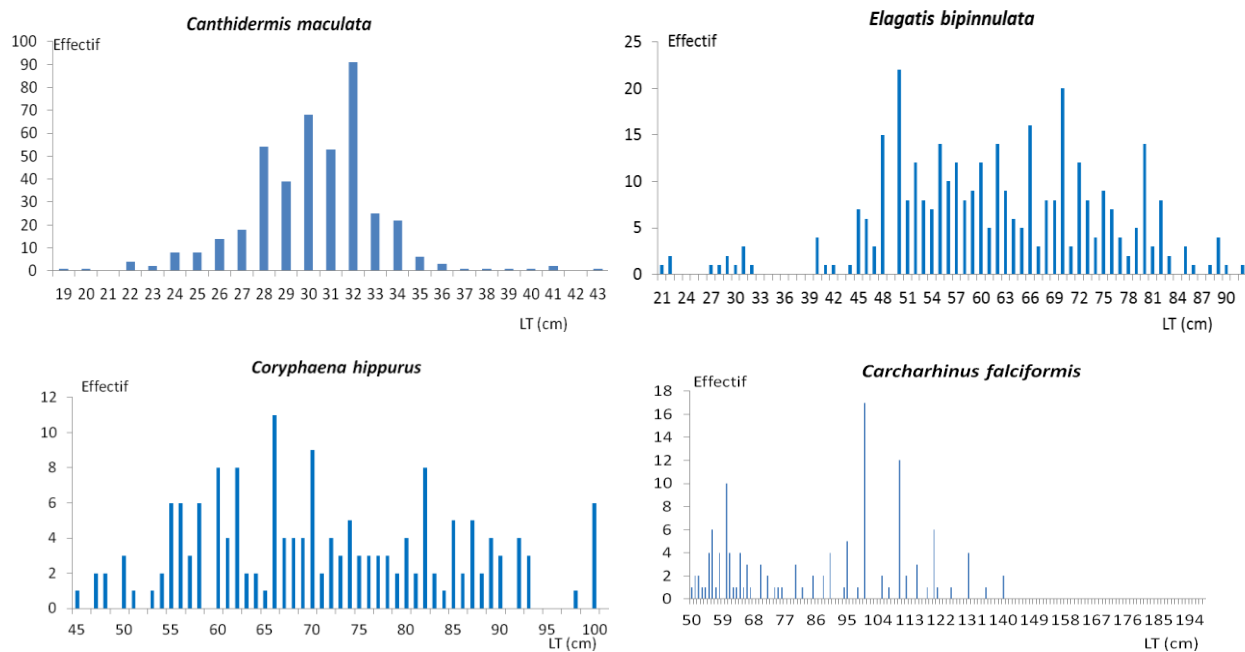 Canthidermis maculata
Effectif
100
90
80
70
60
50
40
30
20
10
0
19 20 21 22 23 24 25 26 27 28 29 30 31 32 33 34 35 36 37 38 39 40 41 42 43
LT (cm)
Elagatis bipinnulata
Effectif
25
20
15
10
5
0
21 24 27 30 33 36 39 42 45 48 51 54 57 60 63 66 69 72 75 78 81 84 87 90
LT (cm)
Coryphaena hippurus
Effectif
12
10
8
6
4
2
0
45 50 55 60 65 70 75 80 85 90 95 100
LT (cm)
Carcharhinus falciformis
Effectif
18
16
14
12
10
8
6
4
2
0
50 59 68 77 86 95 104 113 122 131 140 149 158 167 176 185 194
LT (cm)